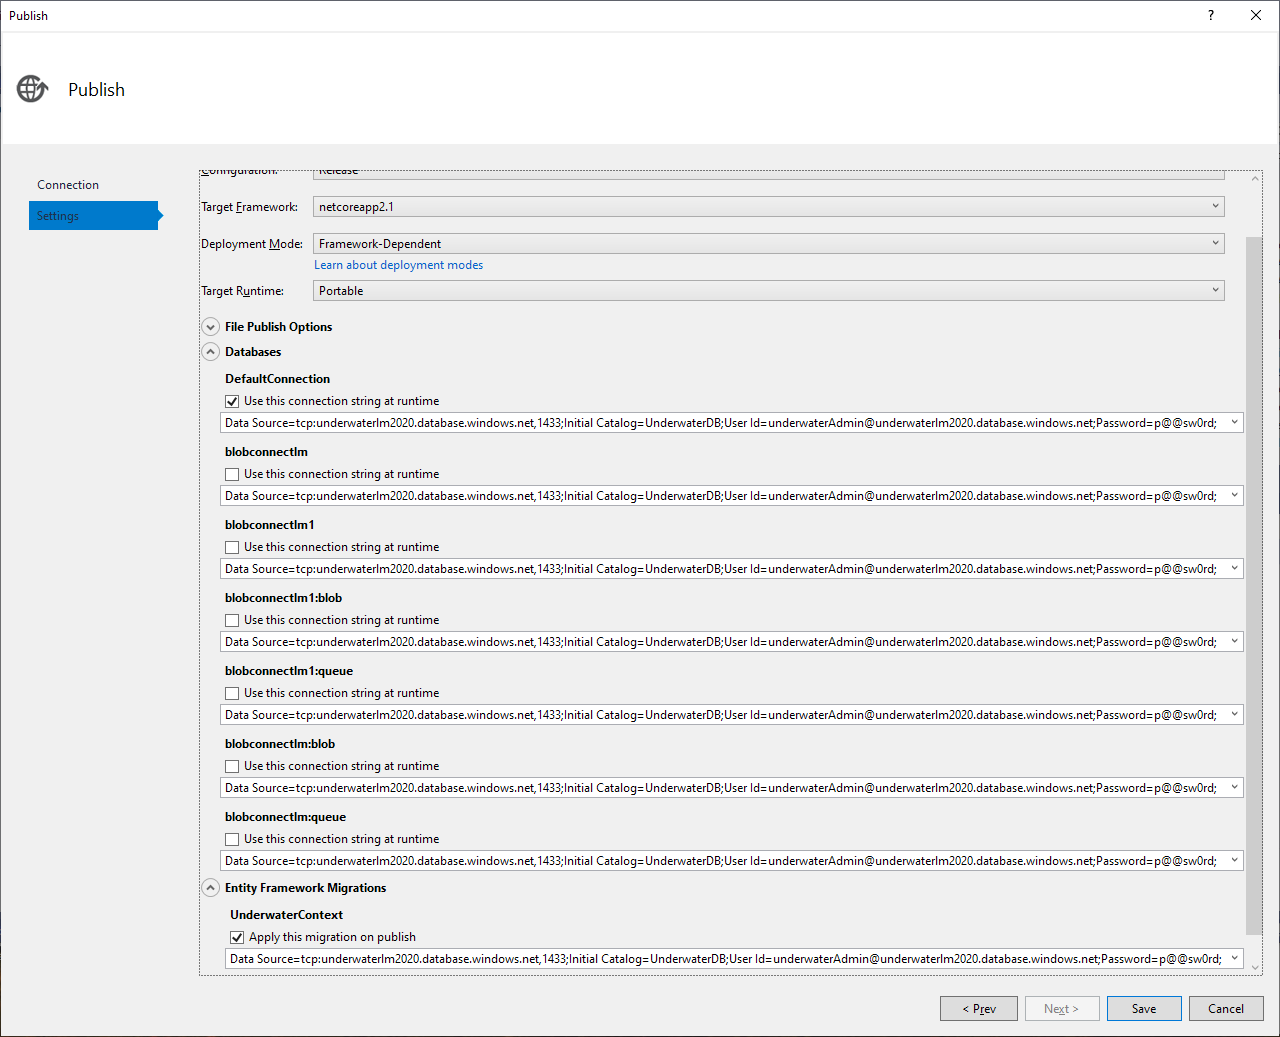 Publish
?
Publish
Connection
Settings
Configuration: Release
Target Framework: netcoreapp2.1
Deployment Mode: Framework-Dependent
Learn about deployment modes
Target Runtime: Portable
File Publish Options
Databases
DefaultConnection
Use this connection string at runtime
Data Source=tcp:underwaterlm2020.database.windows.net,1433;Initial Catalog=UnderwaterDB;User Id=underwaterAdmin@underwaterlm2020.database.windows.net;Password=p@@sw0rd;
blobconnectlm
Use this connection string at runtime
Data Source=tcp:underwaterlm2020.database.windows.net,1433;Initial Catalog=UnderwaterDB;User Id=underwaterAdmin@underwaterlm2020.database.windows.net;Password=p@@sw0rd;
blobconnectlm1
Use this connection string at runtime
Data Source=tcp:underwaterlm2020.database.windows.net,1433;Initial Catalog=UnderwaterDB;User Id=underwaterAdmin@underwaterlm2020.database.windows.net;Password=p@@sw0rd;
blobconnectlm1:blob
Use this connection string at runtime
Data Source=tcp:underwaterlm2020.database.windows.net,1433;Initial Catalog=UnderwaterDB;User Id=underwaterAdmin@underwaterlm2020.database.windows.net;Password=p@@sw0rd;
blobconnectlm1:queue
Use this connection string at runtime
Data Source=tcp:underwaterlm2020.database.windows.net,1433;Initial Catalog=UnderwaterDB;User Id=underwaterAdmin@underwaterlm2020.database.windows.net;Password=p@@sw0rd;
blobconnectlm:blob
Use this connection string at runtime
Data Source=tcp:underwaterlm2020.database.windows.net,1433;Initial Catalog=UnderwaterDB;User Id=underwaterAdmin@underwaterlm2020.database.windows.net;Password=p@@sw0rd;
blobconnectlm:queue
Use this connection string at runtime
Data Source=tcp:underwaterlm2020.database.windows.net,1433;Initial Catalog=UnderwaterDB;User Id=underwaterAdmin@underwaterlm2020.database.windows.net;Password=p@@sw0rd;
Entity Framework Migrations
UnderwaterContext
Apply this migration on publish
Data Source=tcp:underwaterlm2020.database.windows.net,1433;Initial Catalog=UnderwaterDB;User Id=underwaterAdmin@underwaterlm2020.database.windows.net;Password=p@@sw0rd;
< Prev Next > Save Cancel